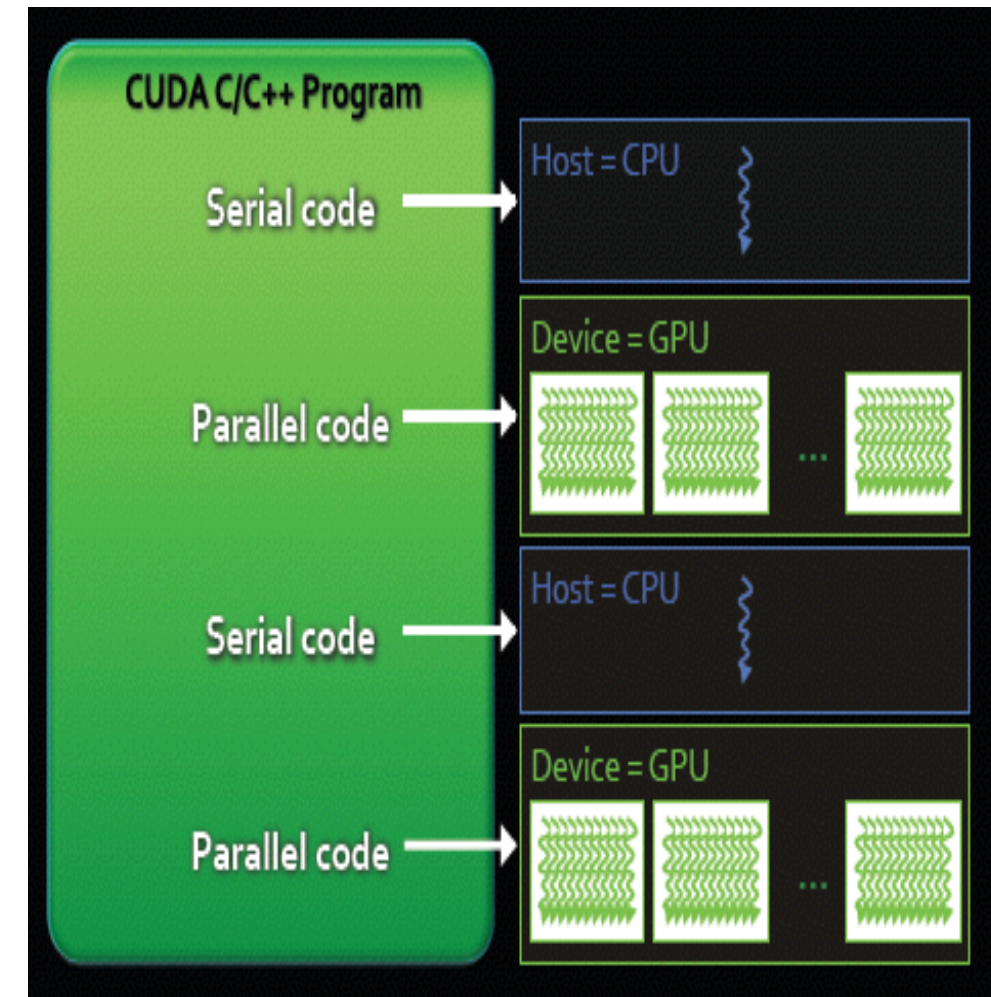 CUDA C/C++ Program
Serial code
Host = CPU
Parallel code
Device = GPU
...
Serial code
Host = CPU
Parallel code
Device = GPU
...